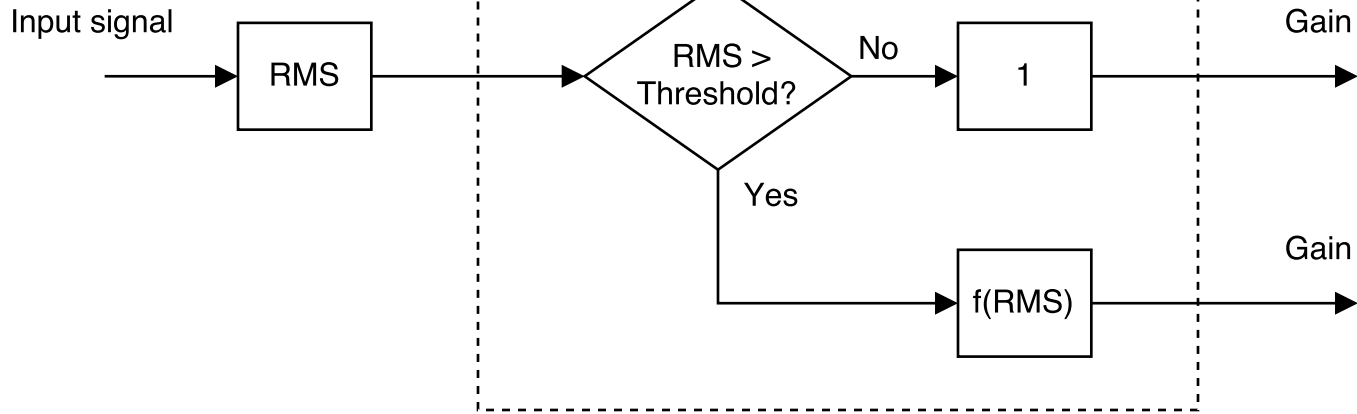 Input signal
RMS
RMS >
Threshold?
No
1
Gain
Yes
f(RMS)
Gain